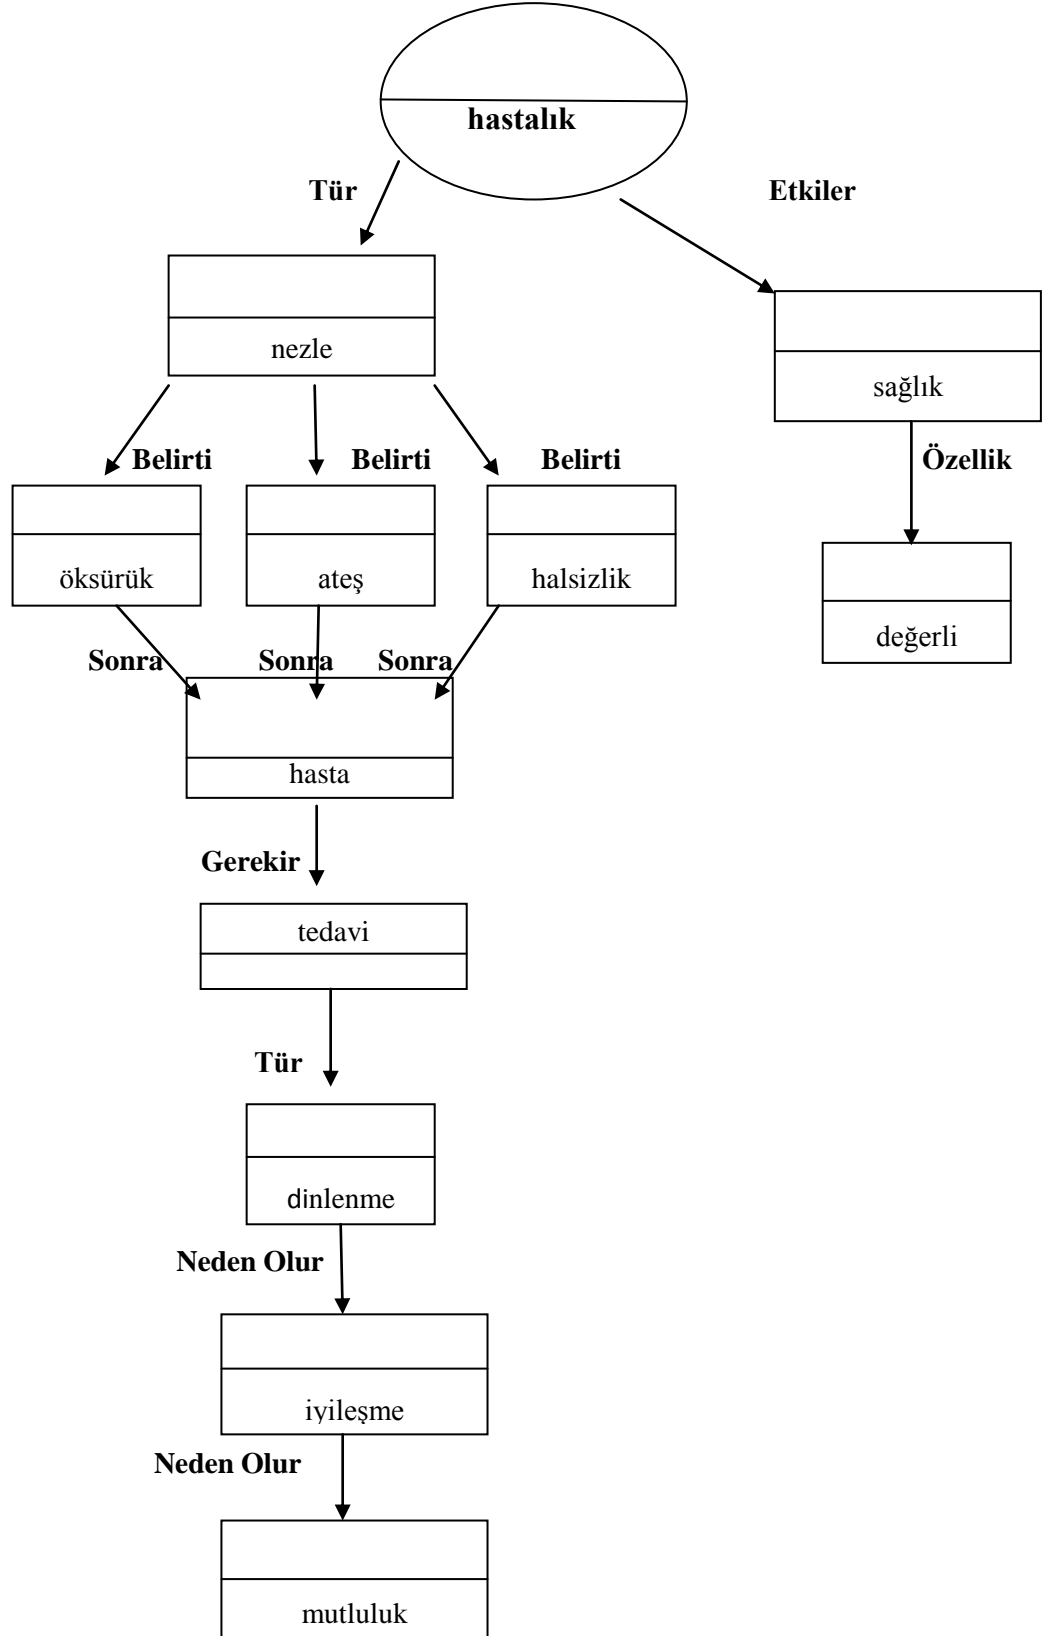 hastalık
Tür
Etkiler
nezle
sağlık
Belirti
Belirti
Belirti
Özellik
öksürük
ateş
halsizlik
değerli
Sonra
Sonra
Sonra
hasta
Gerekir
tedavi
Tür
dinlenme
Neden Olur
iyileşme
Neden Olur
mutluluk